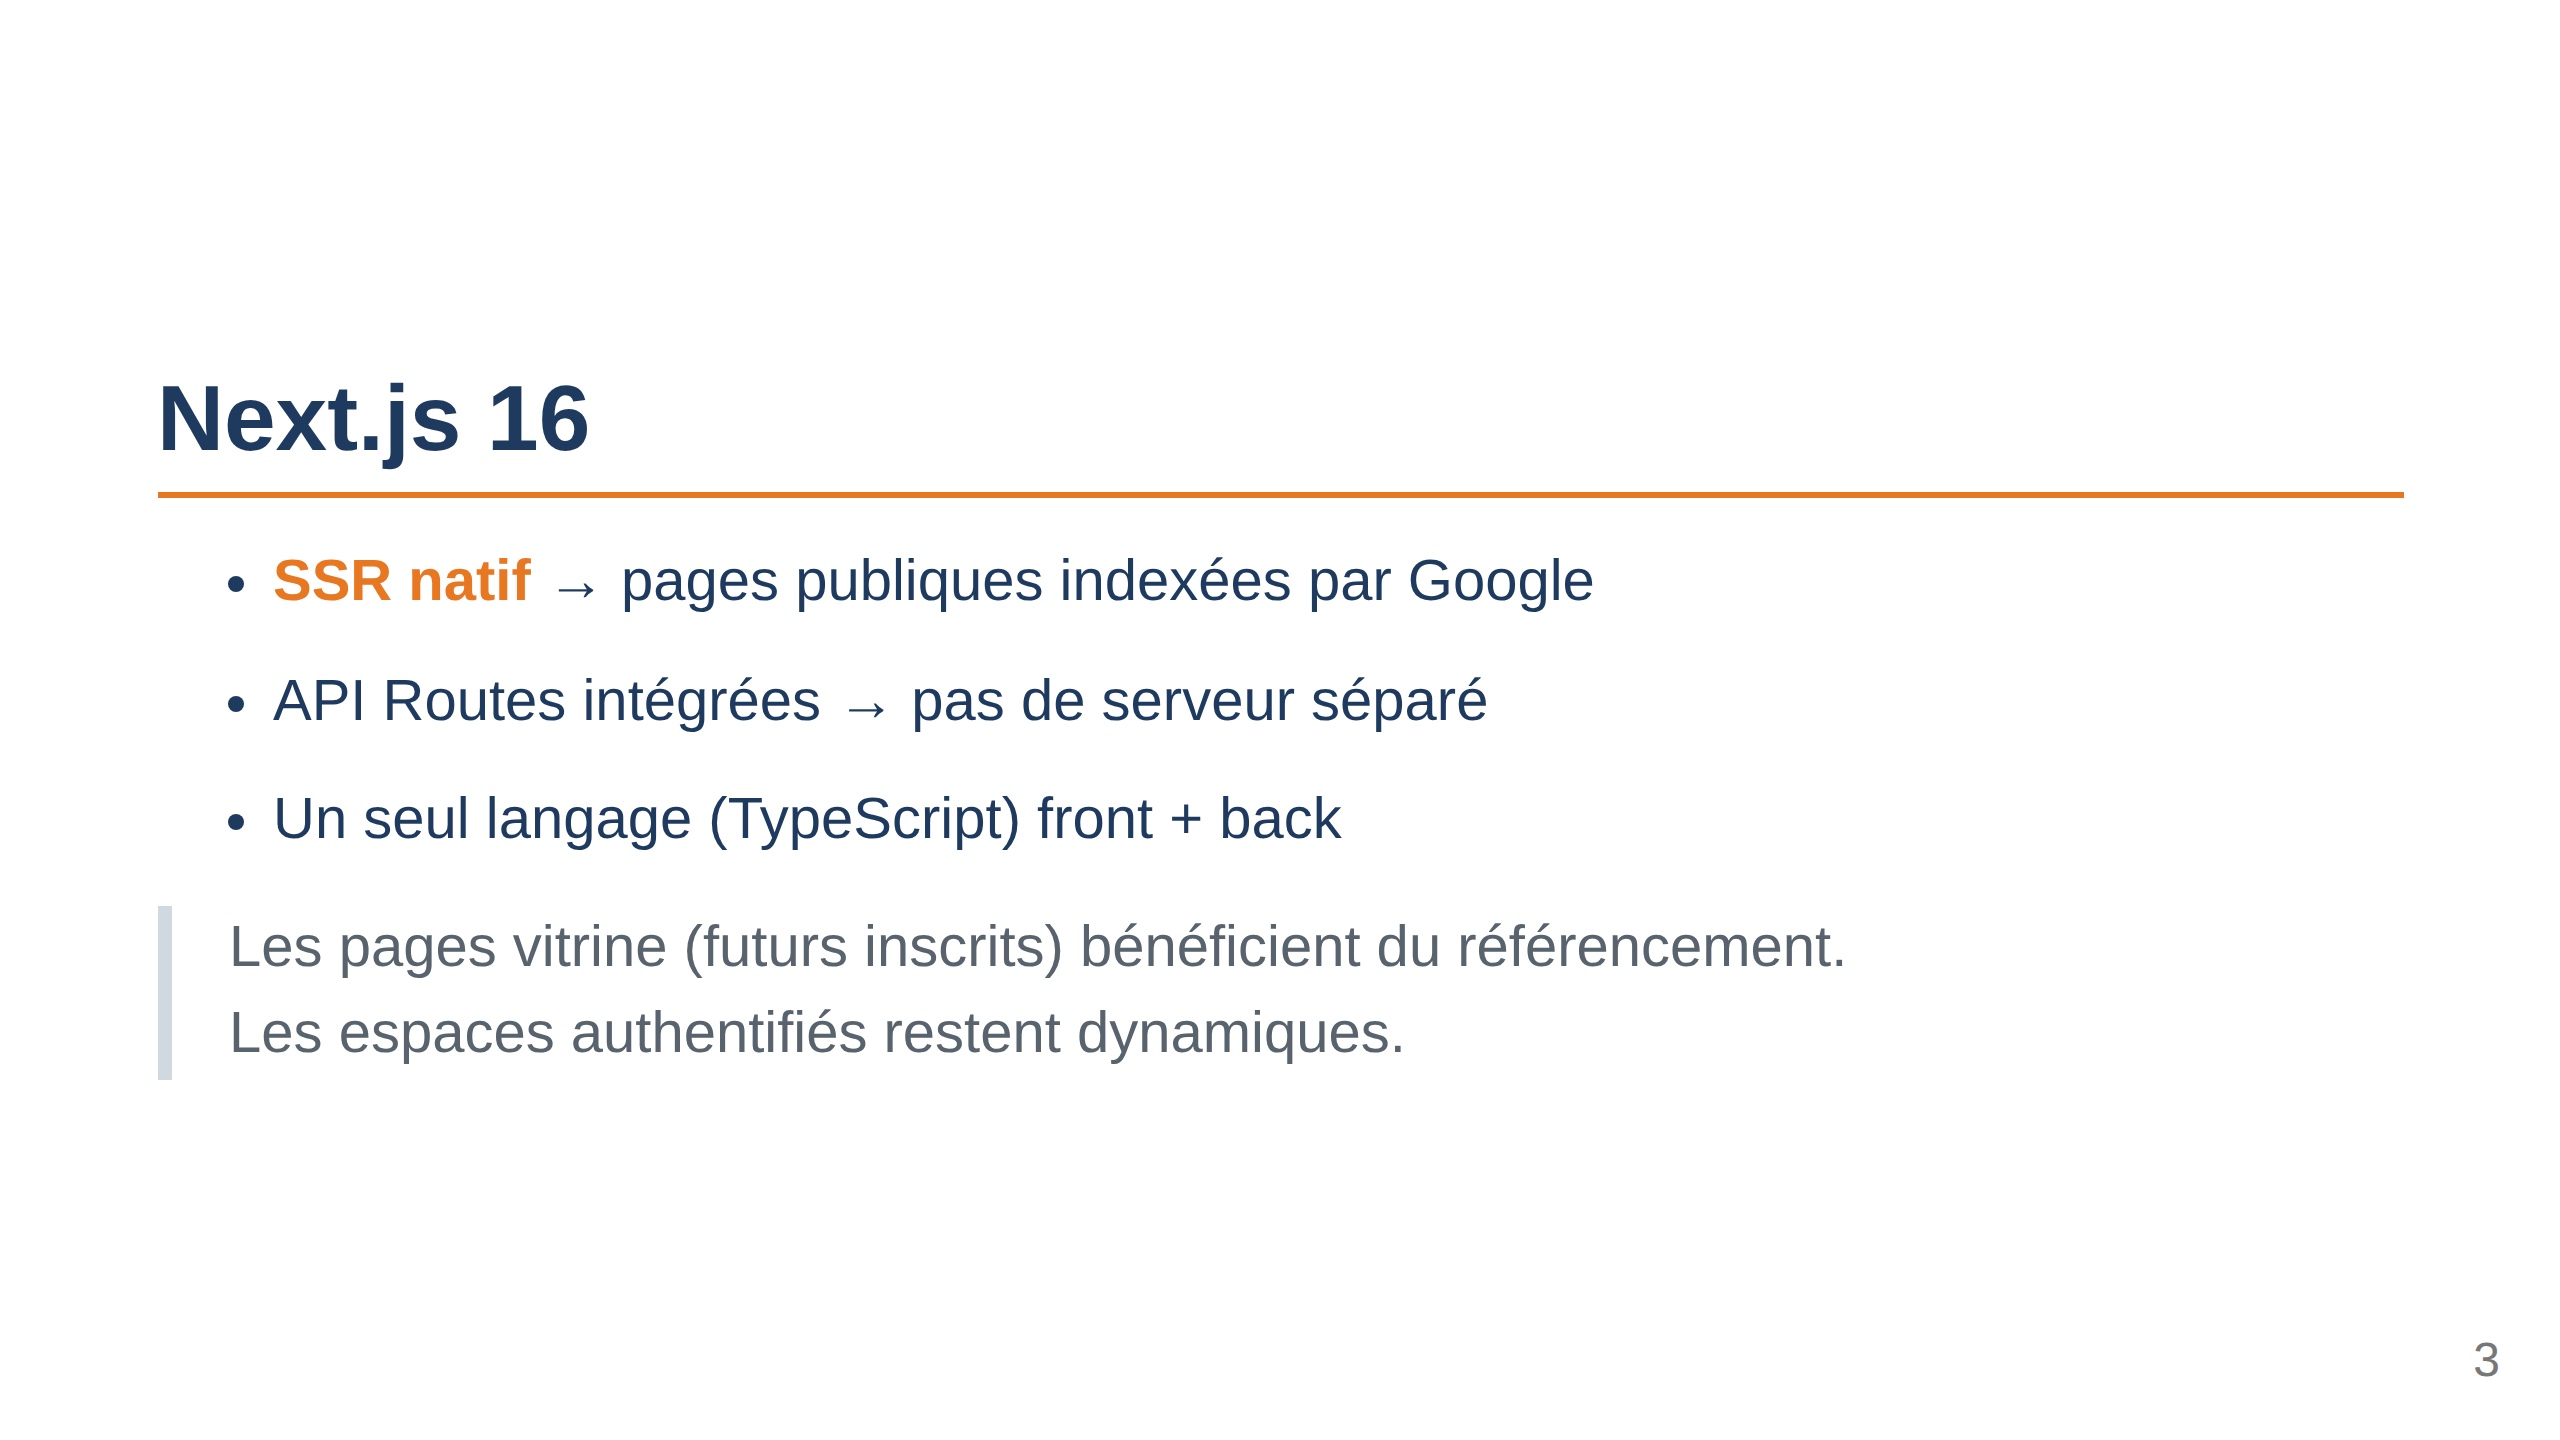 Next.js 16
• SSR natif → pages publiques indexées par Google
• API Routes intégrées → pas de serveur séparé
• Un seul langage (TypeScript) front + back
Les pages vitrine (futurs inscrits) bénéficient du référencement.
Les espaces authentifiés restent dynamiques.
3